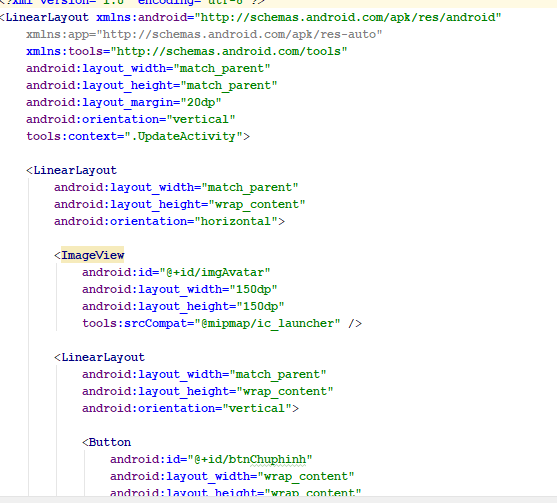 <?xml version="1.0" encoding="utf-8"?>
<LinearLayout xmlns:android="http://schemas.android.com/apk/res/android"
    xmlns:app="http://schemas.android.com/apk/res-auto"
    xmlns:tools="http://schemas.android.com/tools"
    android:layout_width="match_parent"
    android:layout_height="match_parent"
    android:layout_margin="20dp"
    android:orientation="vertical"
    tools:context=".UpdateActivity">

    <LinearLayout
        android:layout_width="match_parent"
        android:layout_height="wrap_content"
        android:orientation="horizontal">

        <ImageView
            android:id="@+id/imgAvatar"
            android:layout_width="150dp"
            android:layout_height="150dp"
            tools:srcCompat="@mipmap/ic_launcher" />

        <LinearLayout
            android:layout_width="match_parent"
            android:layout_height="wrap_content"
            android:orientation="vertical">

            <Button
                android:id="@+id/btnChuphinh"
                android:layout_width="wrap_content"
                android:layout_height="wrap_content"